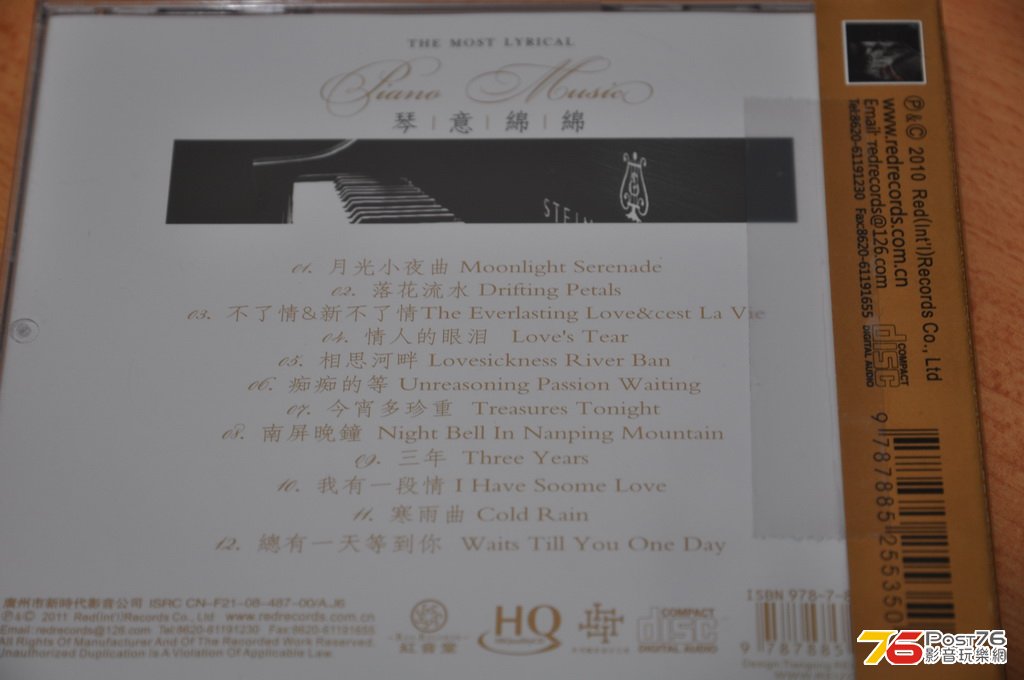 THE MOST LYRICAL
Piano Music
琴 | 意 | 綿 | 綿
STEIN
01. 月光小夜曲 Moonlight Serenade
02. 落花流水 Drifting Petals
03. 不了情&新不了情The Everlasting Love&cest La Vie
04. 情人的眼泪 Love's Tear
05. 相思河畔 Lovesickness River Ban
06. 痴痴的等 Unreasoning Passion Waiting
07. 今宵多珍重 Treasures Tonight
08. 南屏晚鐘 Night Bell In Nanping Mountain
09. 三年 Three Years
10. 我有一段情 I Have Soome Love
11. 寒雨曲 Cold Rain
12. 總有一天等到你 Waits Till You One Day
廣州市新時代影音公司 ISRC CN-F21-08-487-00/A.J6
℗&© 2011 Red(Int'l)Records Co., Ltd www.redrecords.com.cn
Email: redrecords@126.com Tel:8620-61191230 Fax:8620-61191655
All Rights Of Manufacturer And Of The Recorded Work Reserved.
Unauthorized Duplication Is A Violation Of Applicable Law.
紅音堂
HQ
COMPACT
disc
DIGITAL AUDIO
ISBN 978-7-8
9 787885
℗&© 2010 Red(Int'l)Records Co., Ltd
www.redrecords.com.cn
Email redrecords@126.com
Tel:8620-61191230 Fax:8620-61191655
COMPACT
disc
DIGITAL AUDIO
9 787885 255350
76 Post76
影音玩樂網